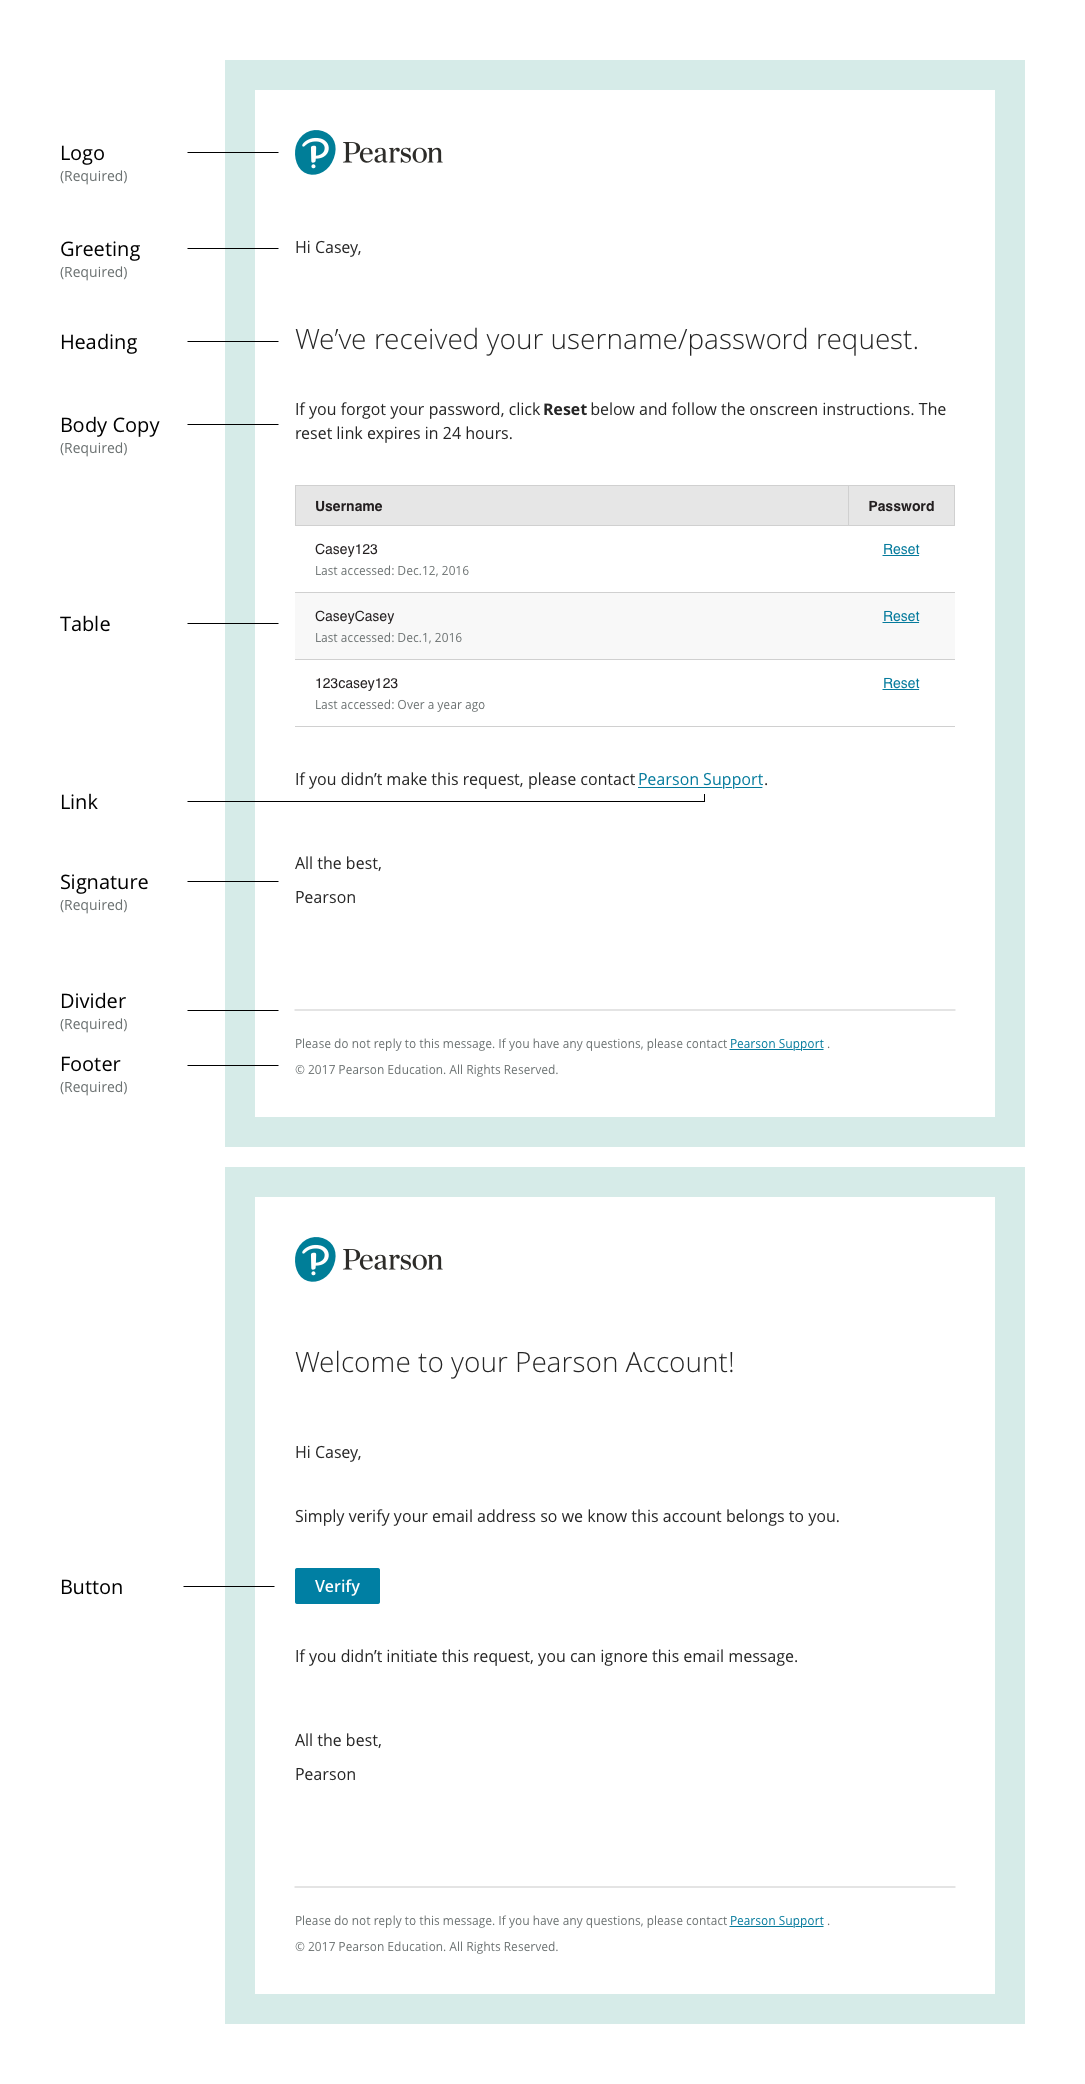 Logo
(Required)
Pearson
Greeting
(Required)
Hi Casey,
Heading
We’ve received your username/password request.
Body Copy
(Required)
If you forgot your password, click Reset below and follow the onscreen instructions. The
reset link expires in 24 hours.
Username Password
Casey123 Reset
Last accessed: Dec.12, 2016
Table
CaseyCasey Reset
Last accessed: Dec.1, 2016
123casey123 Reset
Last accessed: Over a year ago
If you didn’t make this request, please contact Pearson Support.
Link
Signature
(Required)
All the best,
Pearson
Divider
(Required)
Footer
(Required)
Please do not reply to this message. If you have any questions, please contact Pearson Support .
© 2017 Pearson Education. All Rights Reserved.
Pearson
Welcome to your Pearson Account!
Hi Casey,
Simply verify your email address so we know this account belongs to you.
Button
Verify
If you didn’t initiate this request, you can ignore this email message.
All the best,
Pearson
Please do not reply to this message. If you have any questions, please contact Pearson Support .
© 2017 Pearson Education. All Rights Reserved.